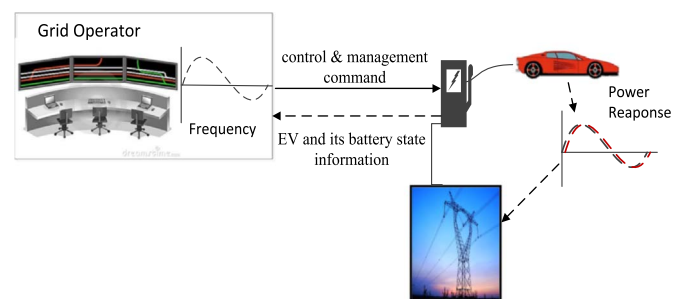 Grid Operator
control & management
command
Frequency
EV and its battery state
information
Power
Reaponse